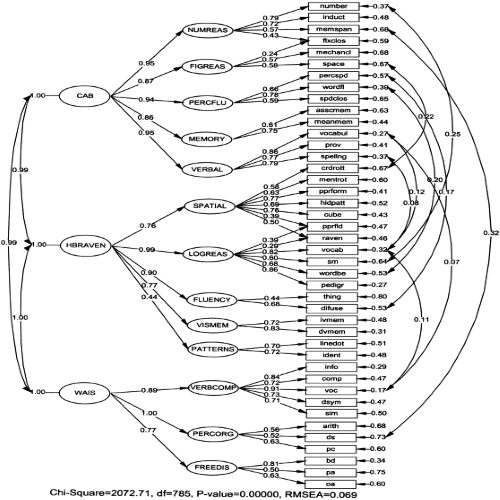 0.79 number 0.37
0.72 induct 0.48
NUMREAS 0.57 memspan 0.68
0.43 flxclos 0.59
0.95 0.24 mechancl 0.68
FIGREAS 0.57 space 0.67
0.87 0.58 percspd 0.57
1.00 CAB 0.94 PERCFLU wordfl 0.39
0.78 spdclos 0.65
0.59 asscmem 0.63
0.86 MEMORY 0.61 meanmem 0.44
0.75 vocabul 0.27 0.22 0.25
0.95 VERBAL 0.86 prov 0.41
0.77 spellng 0.37
0.79 crdrott 0.67
0.99 0.58 mentrot 0.60
0.63 pprform 0.41 0.12 0.20 0.17
SPATIAL 0.77 hidpatt 0.52 0.08
0.76 0.69 cube 0.43
0.76 pprfld 0.47
0.39 raven 0.46 0.32
0.50
0.99 1.00 HBRAVEN 0.39 vocab 0.32
0.99 LOGREAS 0.29 sm 0.64
0.82 wordbe 0.53 0.07
0.60 pedigr 0.27
0.68
0.86
0.90 FLUENCY 0.44 thing 0.80
0.68 difuse 0.53
0.77 VISMEM 0.72 ivmem 0.48
0.83 dvmem 0.31 0.11
0.44 PATTERNS 0.70 linedot 0.51
0.72 ident 0.48
1.00 0.84 info 0.29
0.72 comp 0.47
1.00 WAIS 0.89 VERBCOMP 0.91 voc 0.17
0.73 dsym 0.47
0.71 sim 0.50
1.00 PERCORG 0.56 arith 0.68
0.52 ds 0.73
0.63 pc 0.60
0.77 FREEDIS 0.81 bd 0.34
0.50 pa 0.75
0.63 oa 0.60
Chi-Square=2072.71, df=785, P-value=0.00000, RMSEA=0.069